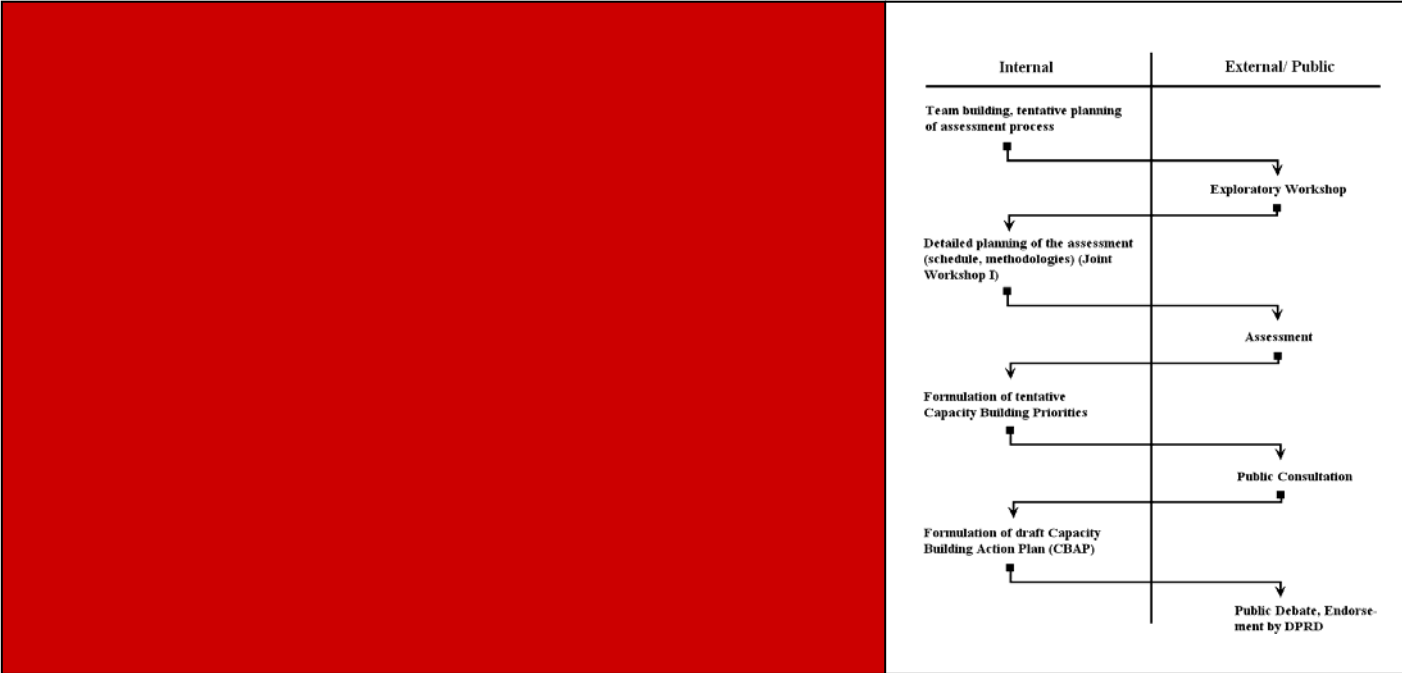 Internal
External/ Public
Team building, tentative planning
of assessment process
Exploratory Workshop
Detailed planning of the assessment
(schedule, methodologies) (Joint
Workshop I)
Assessment
Formulation of tentative
Capacity Building Priorities
Public Consultation
Formulation of draft Capacity
Building Action Plan (CBAP)
Public Debate, Endorse-
ment by DPRD